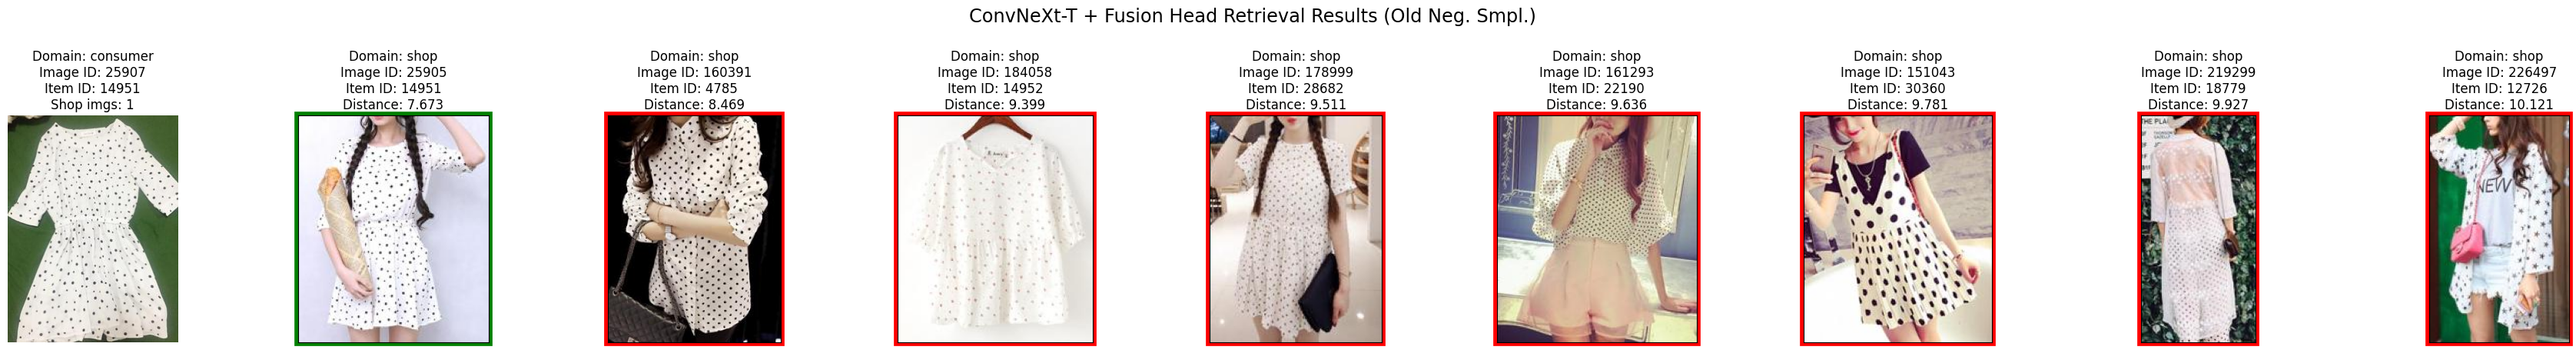 ConvNeXt-T + Fusion Head Retrieval Results (Old Neg. Smpl.)
Domain: consumer
Image ID: 25907
Item ID: 14951
Shop imgs: 1
Domain: shop
Image ID: 25905
Item ID: 14951
Distance: 7.673
Domain: shop
Image ID: 160391
Item ID: 4785
Distance: 8.469
Domain: shop
Image ID: 184058
Item ID: 14952
Distance: 9.399
Domain: shop
Image ID: 178999
Item ID: 28682
Distance: 9.511
Domain: shop
Image ID: 161293
Item ID: 22190
Distance: 9.636
Domain: shop
Image ID: 151043
Item ID: 30360
Distance: 9.781
Domain: shop
Image ID: 219299
Item ID: 18779
Distance: 9.927
THE PLA
Domain: shop
Image ID: 226497
Item ID: 12726
Distance: 10.121
NEW